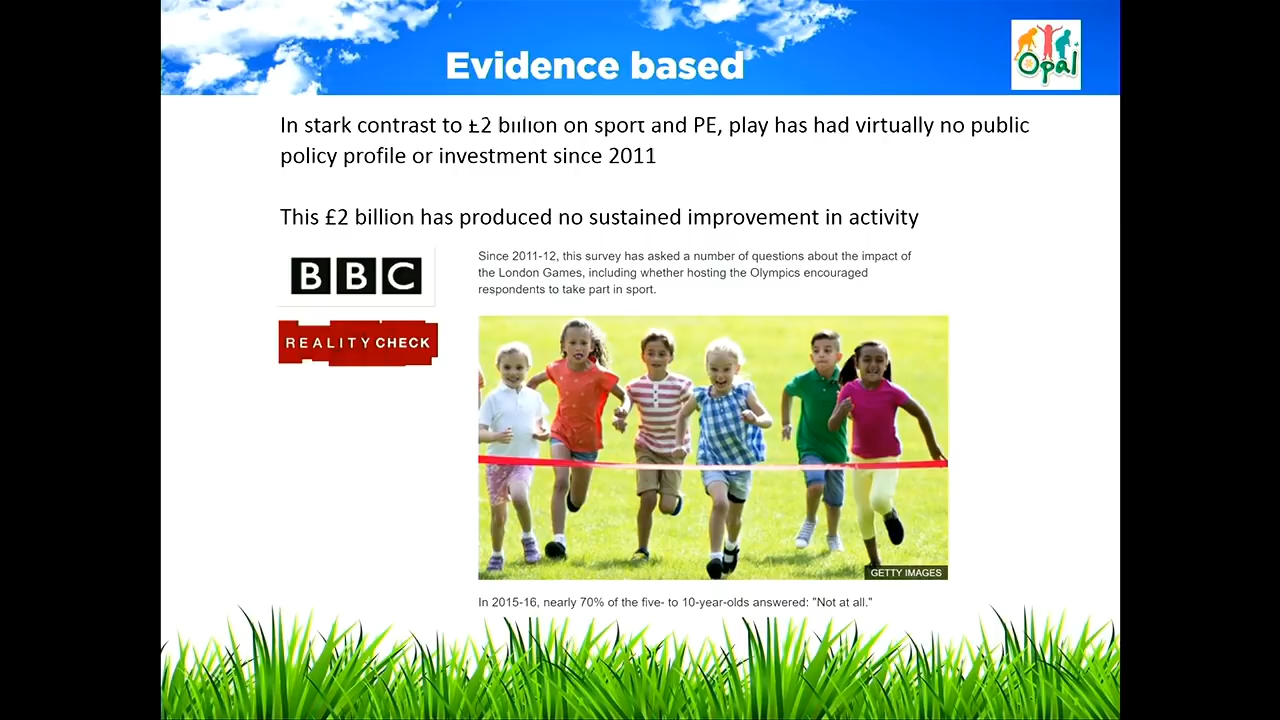 Evidence based
Opal
In stark contrast to £2 billion on sport and PE, play has had virtually no public
policy profile or investment since 2011
This £2 billion has produced no sustained improvement in activity
BBC
REALITY CHECK
Since 2011-12, this survey has asked a number of questions about the impact of
the London Games, including whether hosting the Olympics encouraged
respondents to take part in sport.
GETTY IMAGES
In 2015-16, nearly 70% of the five- to 10-year-olds answered: "Not at all."